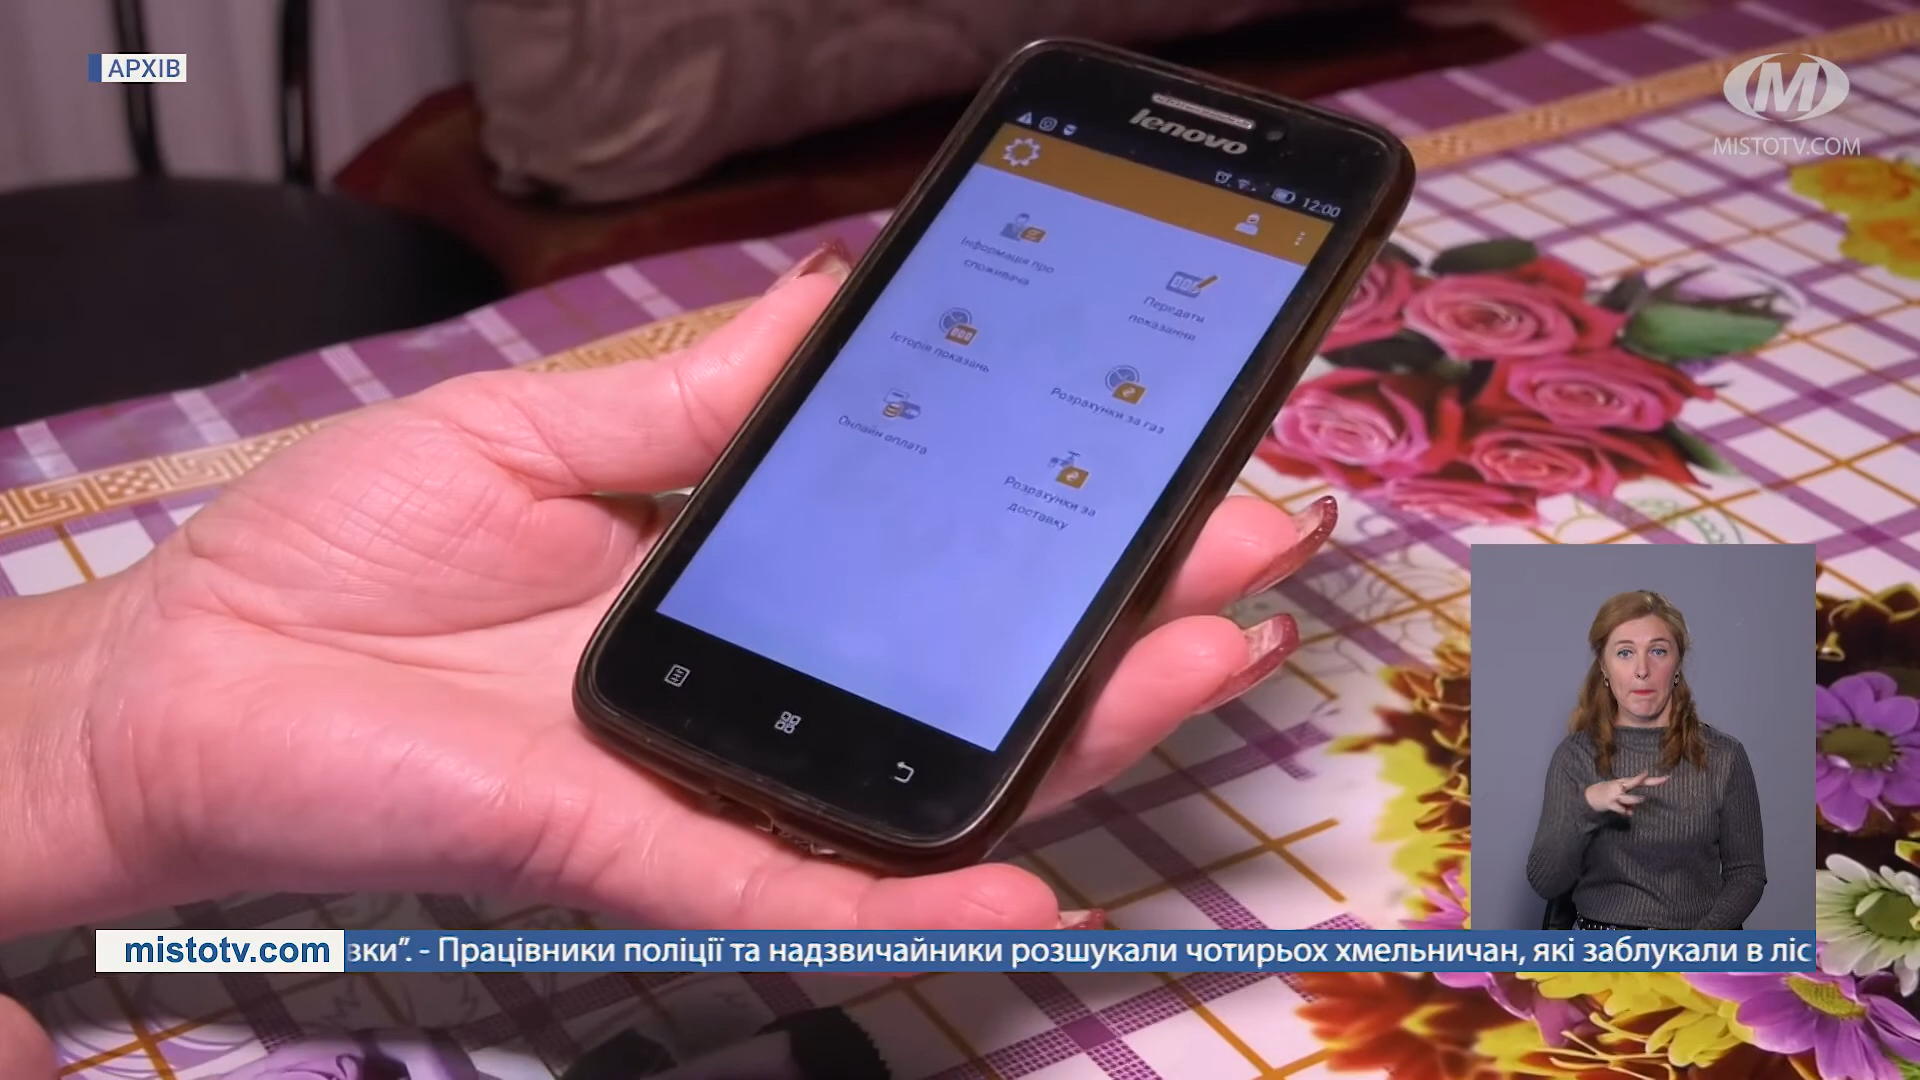 АРХІВ
M
MISTOTV.COM
lenovo
12:00
Інформація про
споживача
Передати
показання
Історія показань
Розрахунки за газ
Онлайн оплата
Розрахунки за
доставку
mistotv.com
вки”. - Працівники поліції та надзвичайники розшукали чотирьох хмельничан, які заблукали в ліс